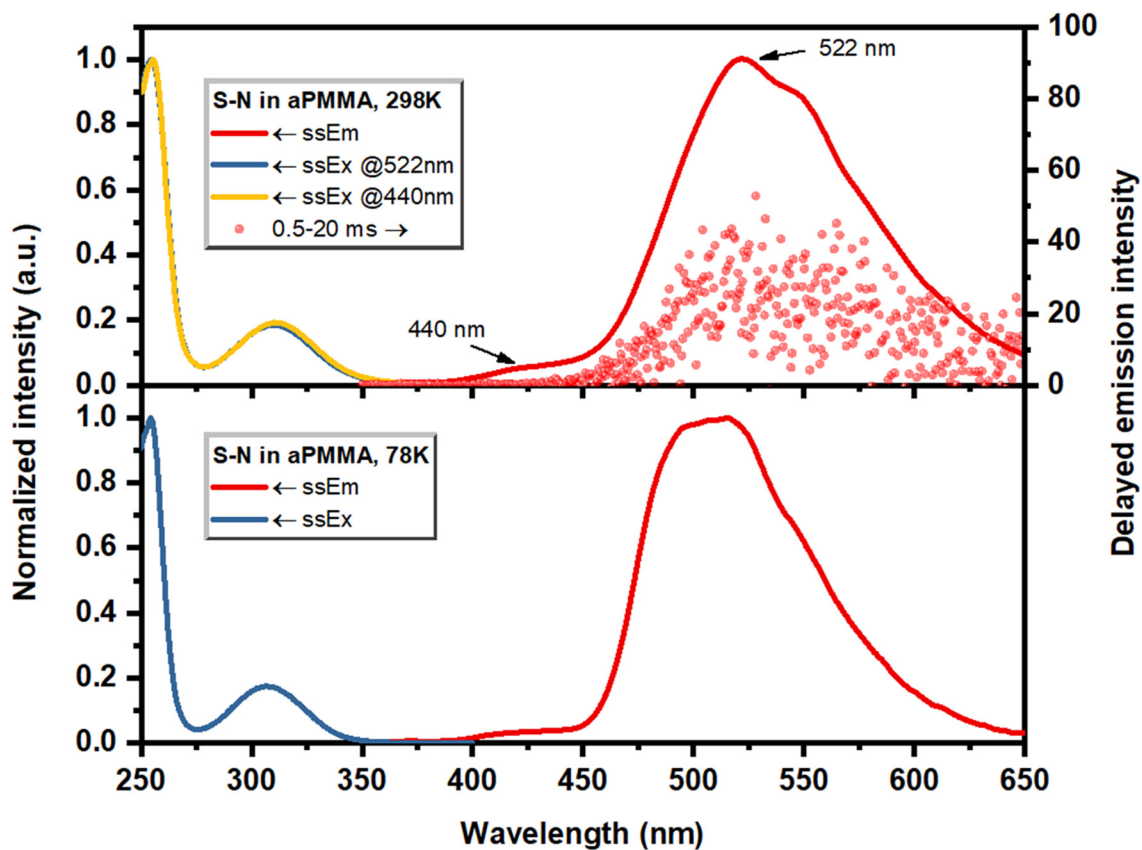 Normalized intensity (a.u.)
Delayed emission intensity
1.0
0.8
0.6
0.4
0.2
0.0
100
80
60
40
20
0
S-N in aPMMA, 298K
← ssEm
← ssEx @522nm
← ssEx @440nm
0.5-20 ms →
522 nm
440 nm
1.0
0.8
0.6
0.4
0.2
0.0
S-N in aPMMA, 78K
← ssEm
← ssEx
250 300 350 400 450 500 550 600 650
Wavelength (nm)